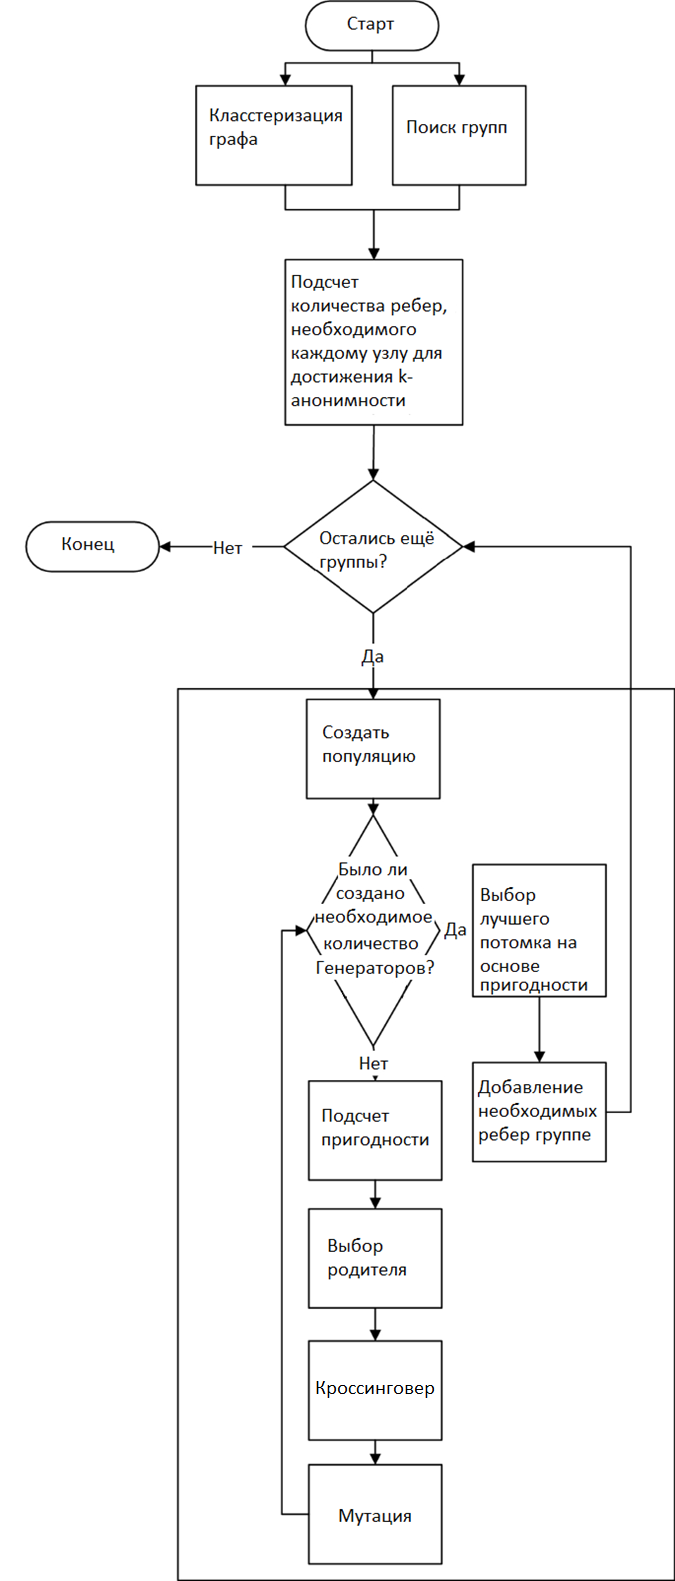 Старт
Класстеризация
графа
Поиск групп
Подсчет
количества ребер,
необходимого
каждому узлу для
достижения k-
анонимности
Остались ещё
группы?
Нет
Конец
Да
Создать
популяцию
Было ли
создано
необходимое
количество
Генераторов?
Да
Выбор
лучшего
потомка на
основе
пригодности
Нет
Добавление
необходимых
ребер группе
Подсчет
пригодности
Выбор
родителя
Кроссинговер
Мутация